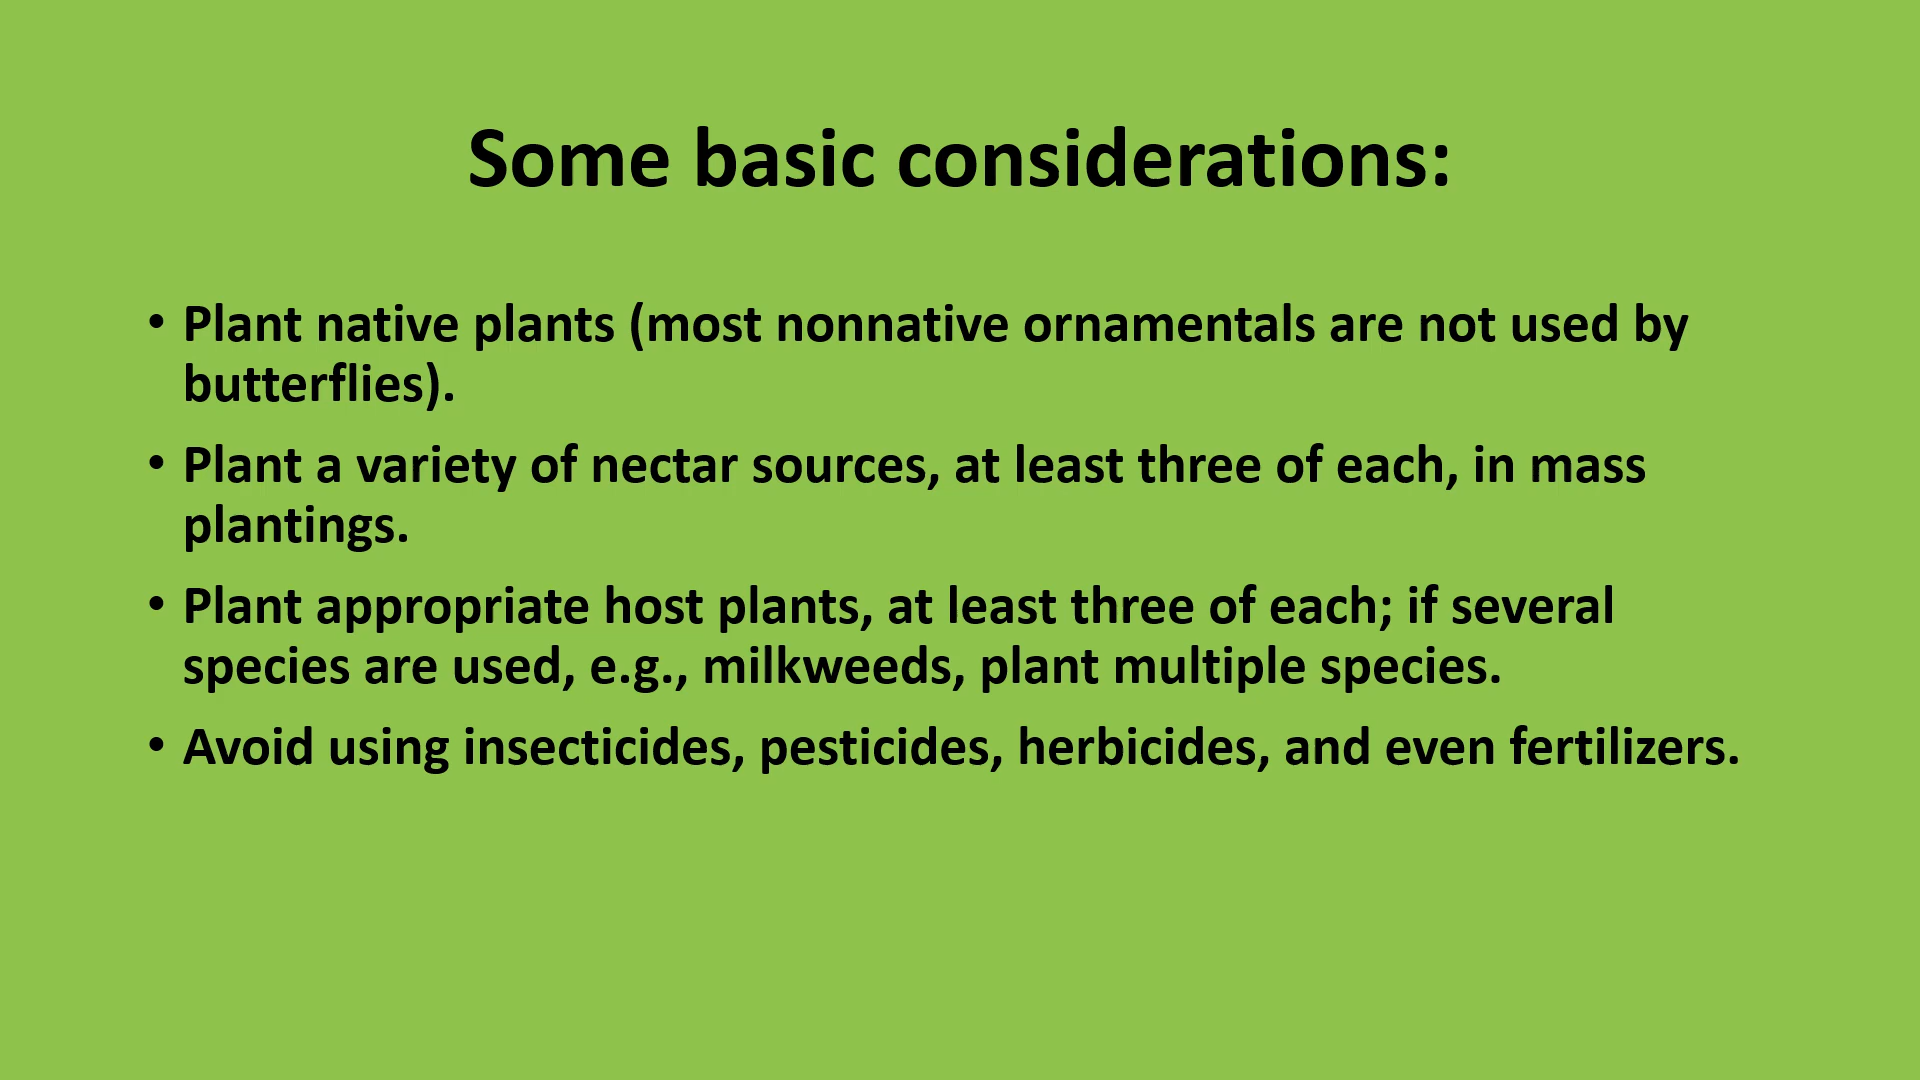 Some basic considerations:
• Plant native plants (most nonnative ornamentals are not used by
butterflies).
• Plant a variety of nectar sources, at least three of each, in mass
plantings.
• Plant appropriate host plants, at least three of each; if several
species are used, e.g., milkweeds, plant multiple species.
• Avoid using insecticides, pesticides, herbicides, and even fertilizers.